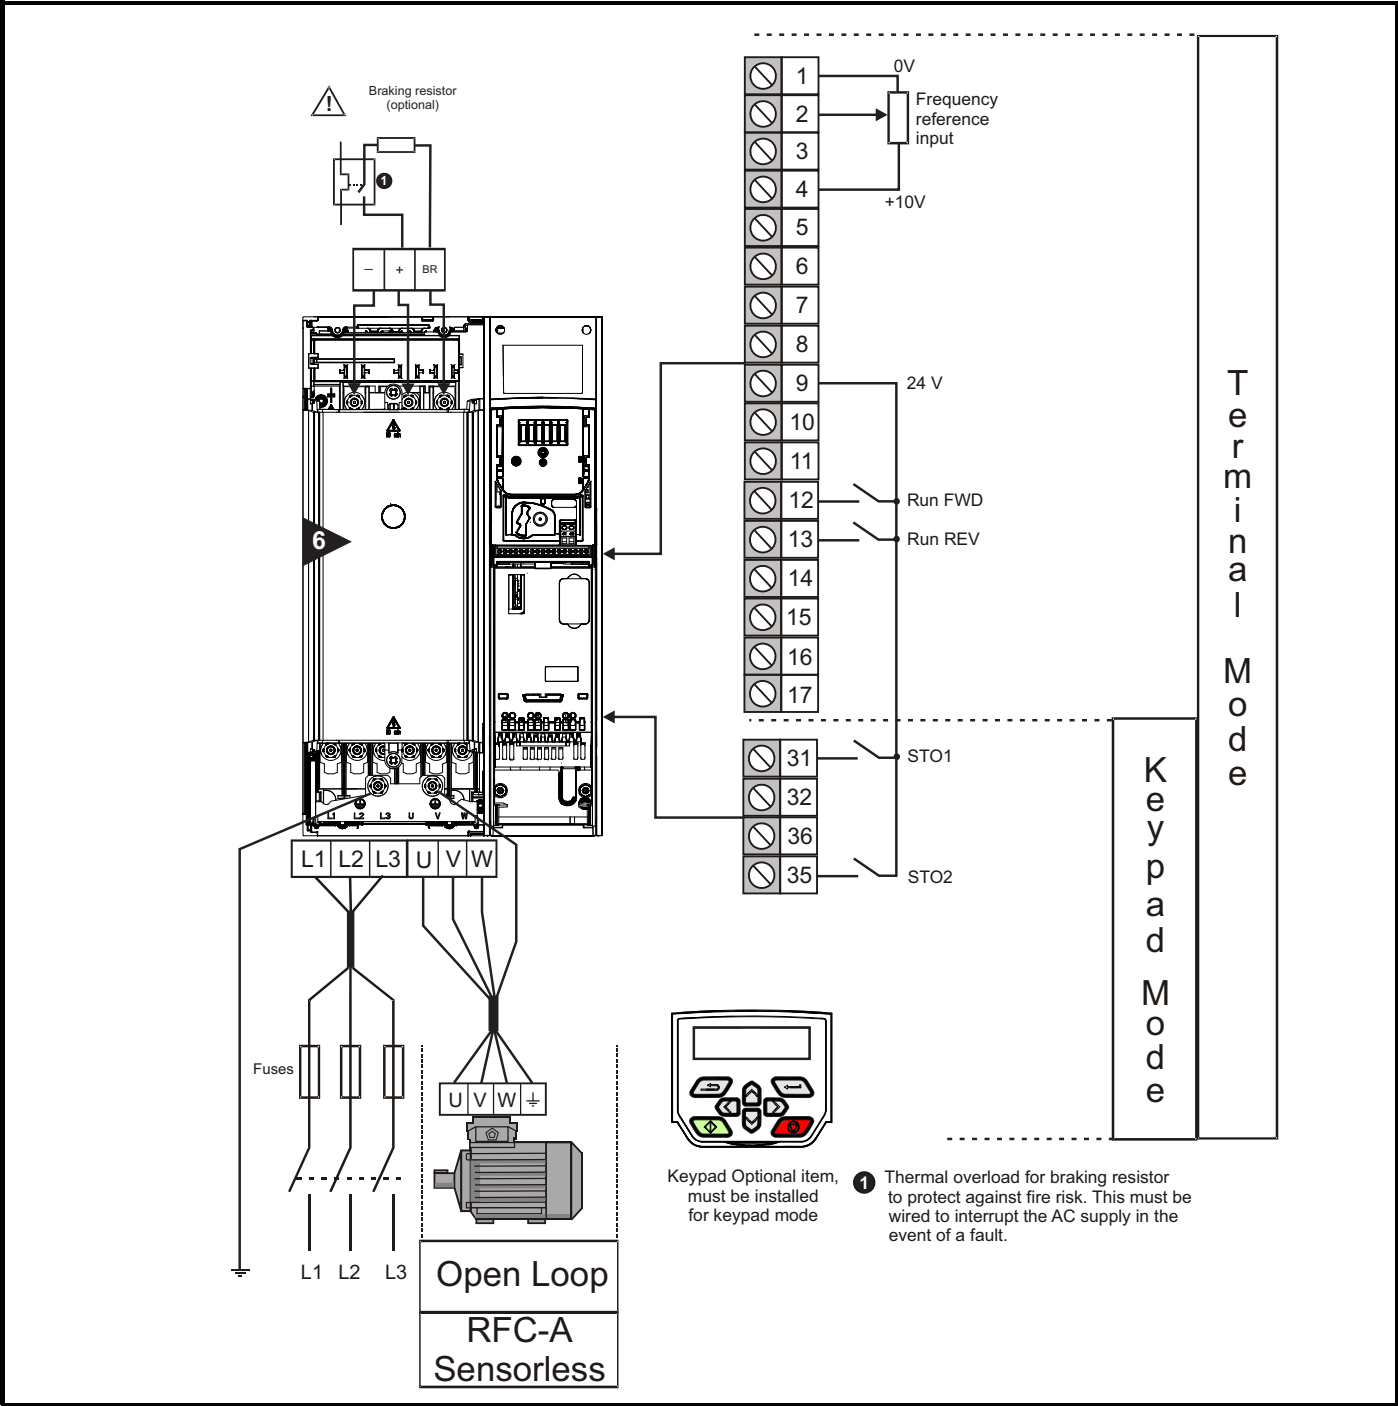 Braking resistor
(optional)
!
1
– + BR
6
L1 L2 L3 U V W
L1 L2 L3 U V W
Fuses
U V W
L1 L2 L3
Open Loop
RFC-A
Sensorless
1
2
3
4
5
6
7
8
9
10
11
12
13
14
15
16
17
0V
Frequency
reference
input
+10V
24 V
Run FWD
Run REV
31
32
36
35
STO1
STO2
Terminal Mode
Keypad Mode
Keypad Optional item,
must be installed
for keypad mode
1 Thermal overload for braking resistor
to protect against fire risk. This must be
wired to interrupt the AC supply in the
event of a fault.